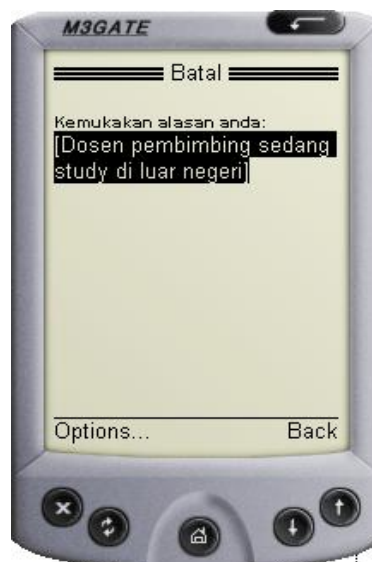 M3GATE
Batal
Kemukakan alasan anda:
[Dosen pembimbing sedang
study di luar negeri]
Options... Back